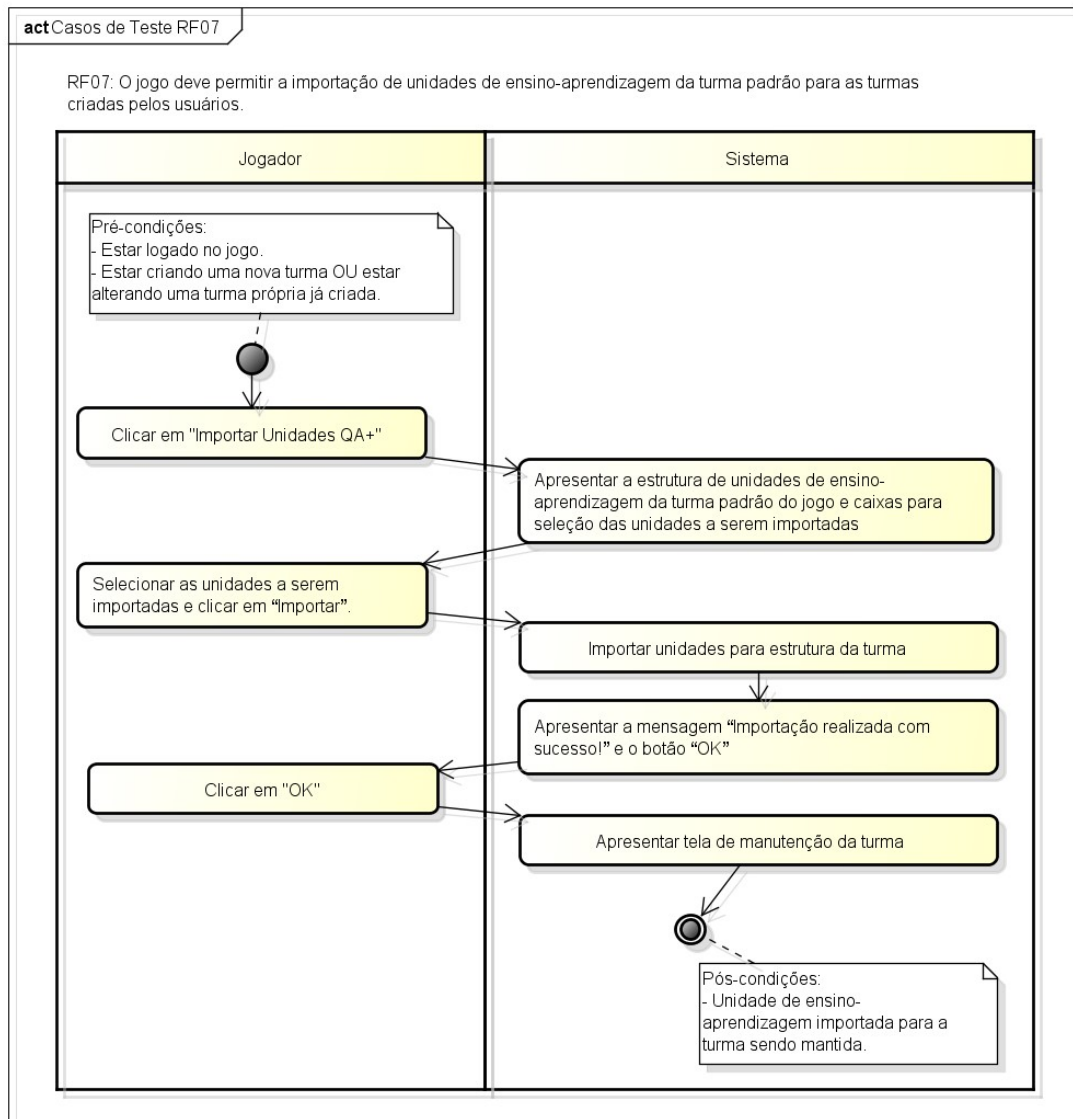 act Casos de Teste RF07
RF07: O jogo deve permitir a importação de unidades de ensino-aprendizagem da turma padrão para as turmas
criadas pelos usuários.
Jogador
Sistema
Pré-condições:
- Estar logado no jogo.
- Estar criando uma nova turma OU estar
alterando uma turma própria já criada.
Clicar em "Importar Unidades QA+"
Apresentar a estrutura de unidades de ensino-
aprendizagem da turma padrão do jogo e caixas para
seleção das unidades a serem importadas
Selecionar as unidades a serem
importadas e clicar em “Importar”.
Importar unidades para estrutura da turma
Apresentar a mensagem “Importação realizada com
sucesso!” e o botão “OK”
Clicar em "OK"
Apresentar tela de manutenção da turma
Pós-condições:
- Unidade de ensino-
aprendizagem importada para a
turma sendo mantida.